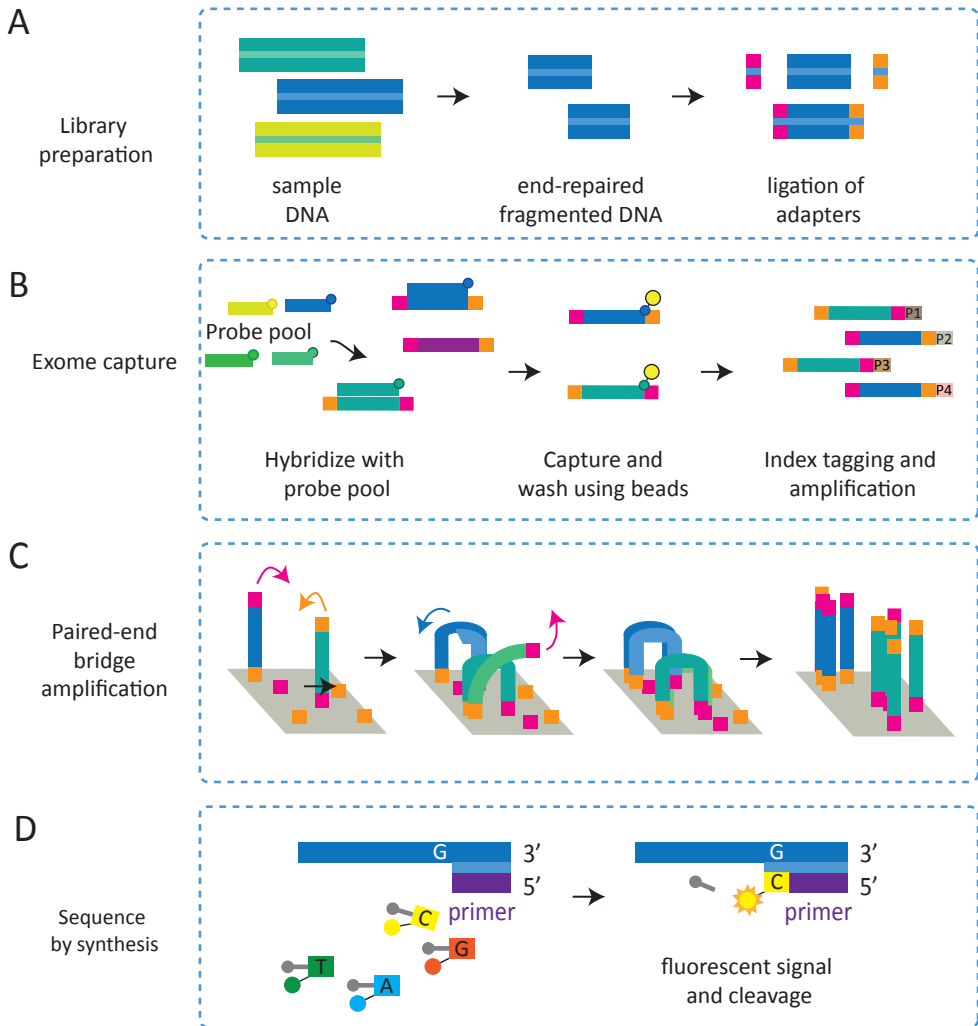 A
Library
preparation
sample
DNA
end-repaired
fragmented DNA
ligation of
adapters
B
Exome capture
Probe pool
P1
P2
P3
P4
Hybridize with
probe pool
Capture and
wash using beads
Index tagging and
amplification
C
Paired-end
bridge
amplification
D
Sequence
by synthesis
G 3’
5’
primer
C
G
T
A
G 3’
C 5’
primer
fluorescent signal
and cleavage